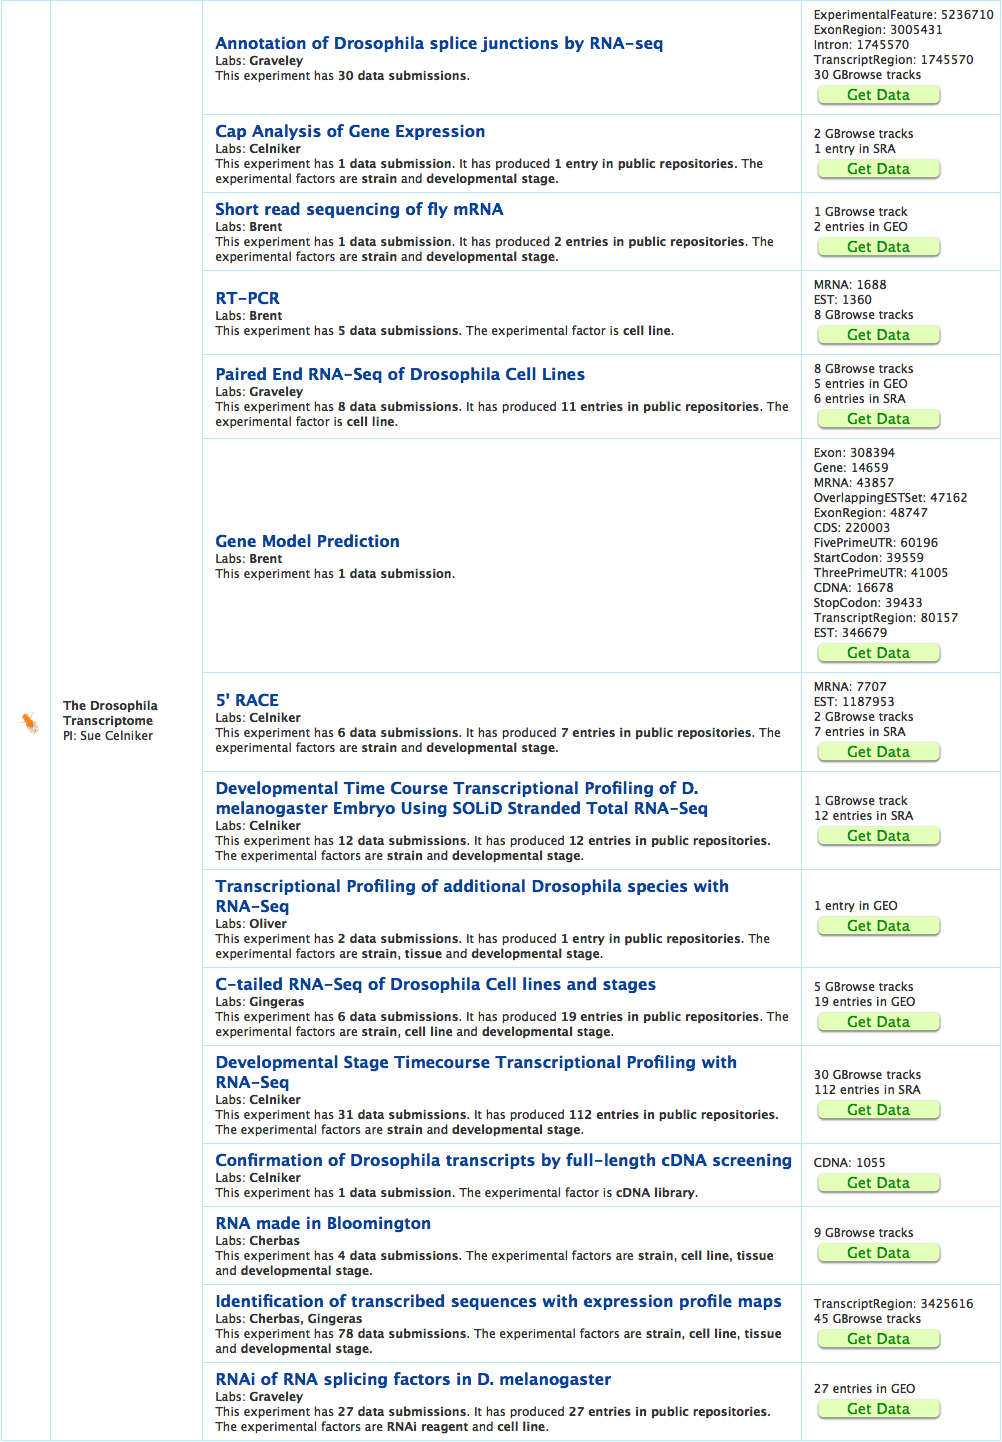 The Drosophila
Transcriptome
PI: Sue Celniker
Annotation of Drosophila splice junctions by RNA-seq
Labs: Graveley
This experiment has 30 data submissions.
ExperimentalFeature: 5236710
ExonRegion: 3005431
Intron: 1745570
TranscriptRegion: 1745570
30 GBrowse tracks
Get Data
Cap Analysis of Gene Expression
Labs: Celniker
This experiment has 1 data submission. It has produced 1 entry in public repositories. The
experimental factors are strain and developmental stage.
2 GBrowse tracks
1 entry in SRA
Get Data
Short read sequencing of fly mRNA
Labs: Brent
This experiment has 1 data submission. It has produced 2 entries in public repositories. The
experimental factors are strain and developmental stage.
1 GBrowse track
2 entries in GEO
Get Data
RT-PCR
Labs: Brent
This experiment has 5 data submissions. The experimental factor is cell line.
MRNA: 1688
EST: 1360
8 GBrowse tracks
Get Data
Paired End RNA-Seq of Drosophila Cell Lines
Labs: Graveley
This experiment has 8 data submissions. It has produced 11 entries in public repositories. The
experimental factor is cell line.
8 GBrowse tracks
5 entries in GEO
6 entries in SRA
Get Data
Gene Model Prediction
Labs: Brent
This experiment has 1 data submission.
Exon: 308394
Gene: 14659
MRNA: 43857
OverlappingESTSet: 47162
ExonRegion: 48747
CDS: 220003
FivePrimeUTR: 60196
StartCodon: 39559
ThreePrimeUTR: 41005
CDNA: 16678
StopCodon: 39433
TranscriptRegion: 80157
EST: 346679
Get Data
5' RACE
Labs: Celniker
This experiment has 6 data submissions. It has produced 7 entries in public repositories. The
experimental factors are strain and developmental stage.
MRNA: 7707
EST: 1187953
2 GBrowse tracks
7 entries in SRA
Get Data
Developmental Time Course Transcriptional Profiling of D.
melanogaster Embryo Using SOLiD Stranded Total RNA-Seq
Labs: Celniker
This experiment has 12 data submissions. It has produced 12 entries in public repositories.
The experimental factors are strain and developmental stage.
1 GBrowse track
12 entries in SRA
Get Data
Transcriptional Profiling of additional Drosophila species with
RNA-Seq
Labs: Oliver
This experiment has 2 data submissions. It has produced 1 entry in public repositories. The
experimental factors are strain, tissue and developmental stage.
1 entry in GEO
Get Data
C-tailed RNA-Seq of Drosophila Cell lines and stages
Labs: Gingeras
This experiment has 6 data submissions. It has produced 19 entries in public repositories. The
experimental factors are strain, cell line and developmental stage.
5 GBrowse tracks
19 entries in GEO
Get Data
Developmental Stage Timecourse Transcriptional Profiling with
RNA-Seq
Labs: Celniker
This experiment has 31 data submissions. It has produced 112 entries in public repositories.
The experimental factors are strain and developmental stage.
30 GBrowse tracks
112 entries in SRA
Get Data
Confirmation of Drosophila transcripts by full-length cDNA screening
Labs: Celniker
This experiment has 1 data submission. The experimental factor is cDNA library.
CDNA: 1055
Get Data
RNA made in Bloomington
Labs: Cherbas
This experiment has 4 data submissions. The experimental factors are strain, cell line, tissue
and developmental stage.
9 GBrowse tracks
Get Data
Identification of transcribed sequences with expression profile maps
Labs: Cherbas, Gingeras
This experiment has 78 data submissions. The experimental factors are strain, cell line, tissue
and developmental stage.
TranscriptRegion: 3425616
45 GBrowse tracks
Get Data
RNAi of RNA splicing factors in D. melanogaster
Labs: Graveley
This experiment has 27 data submissions. It has produced 27 entries in public repositories.
The experimental factors are RNAi reagent and cell line.
27 entries in GEO
Get Data